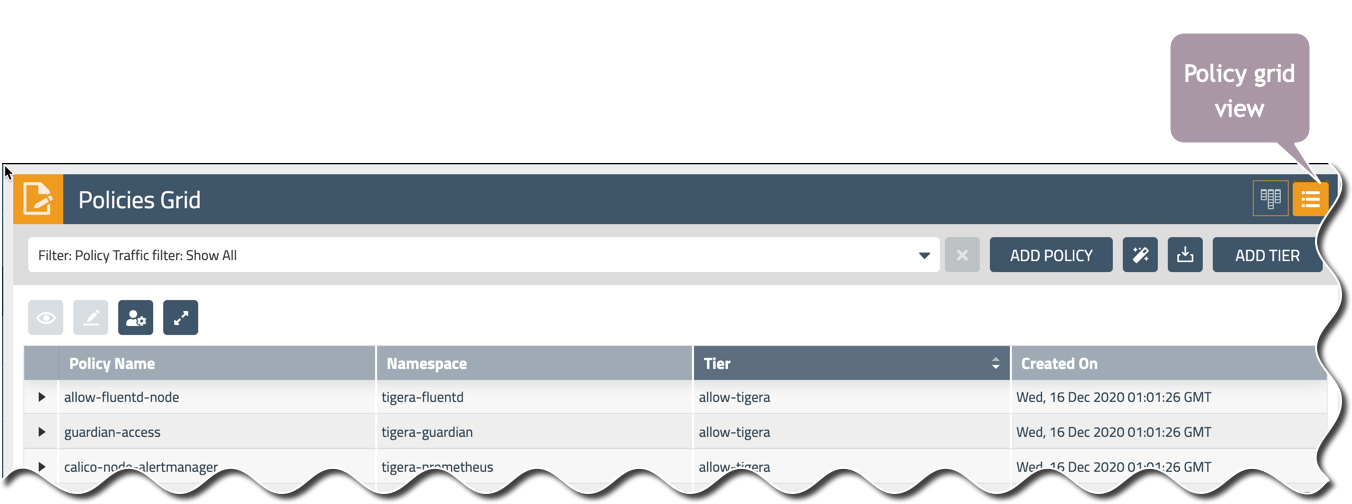 Policy grid
view
Policies Grid
Filter: Policy Traffic filter: Show All
ADD POLICY
ADD TIER
Policy Name Namespace Tier Created On
allow-fluentd-node tigera-fluentd allow-tigera Wed, 16 Dec 2020 01:01:26 GMT
guardian-access tigera-guardian allow-tigera Wed, 16 Dec 2020 01:01:26 GMT
calico-node-alertmanager tigera-prometheus allow-tigera Wed, 16 Dec 2020 01:01:26 GMT